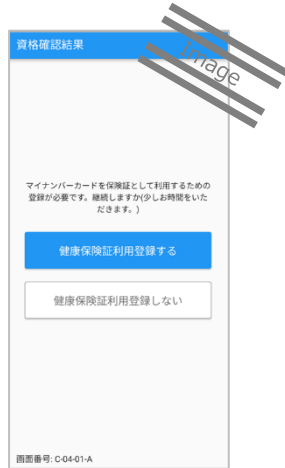 資格確認結果
Image
マイナンバーカードを保険証として利用するための
登録が必要です。継続しますか(少しお時間をいた
だきます。)
健康保険証利用登録する
健康保険証利用登録しない
画面番号: C-04-01-A